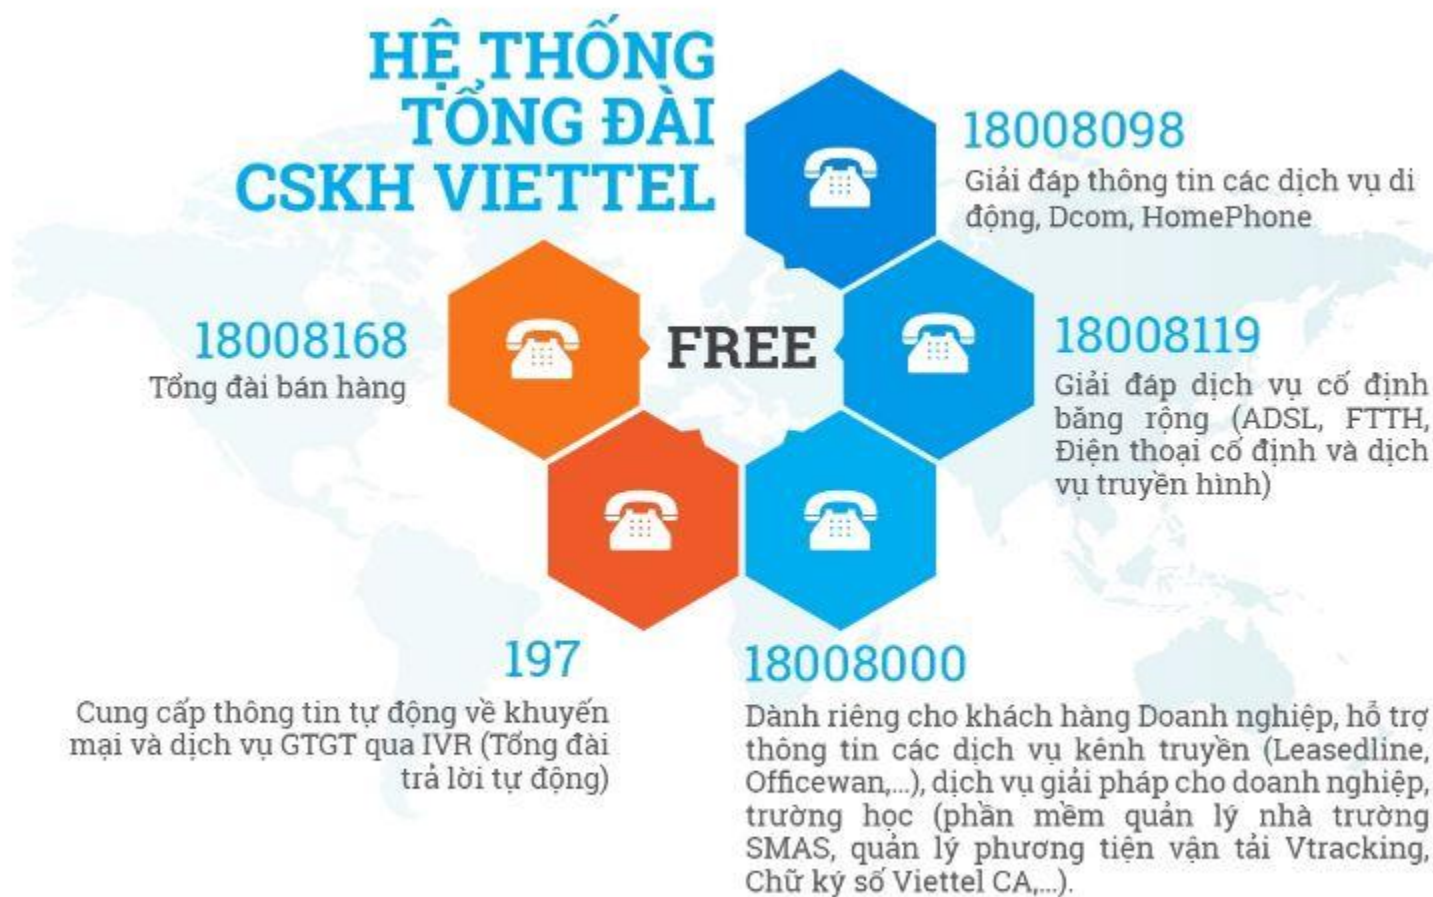 HỆ THỐNG
TỔNG ĐÀI
CSKH VIETTEL
18008098
Giải đáp thông tin các dịch vụ di
động, Dcom, HomePhone
18008168
Tổng đài bán hàng
FREE
18008119
Giải đáp dịch vụ cố định
băng rộng (ADSL, FTTH,
Điện thoại cố định và dịch
vụ truyền hình)
197
Cung cấp thông tin tự động về khuyến
mại và dịch vụ GTGT qua IVR (Tổng đài
trả lời tự động)
18008000
Dành riêng cho khách hàng Doanh nghiệp, hỗ trợ
thông tin các dịch vụ kênh truyền (Leasedline,
Officewan,...), dịch vụ giải pháp cho doanh nghiệp,
trường học (phần mềm quản lý nhà trường
SMAS, quản lý phương tiện vận tải Vtracking,
Chữ ký số Viettel CA,...).